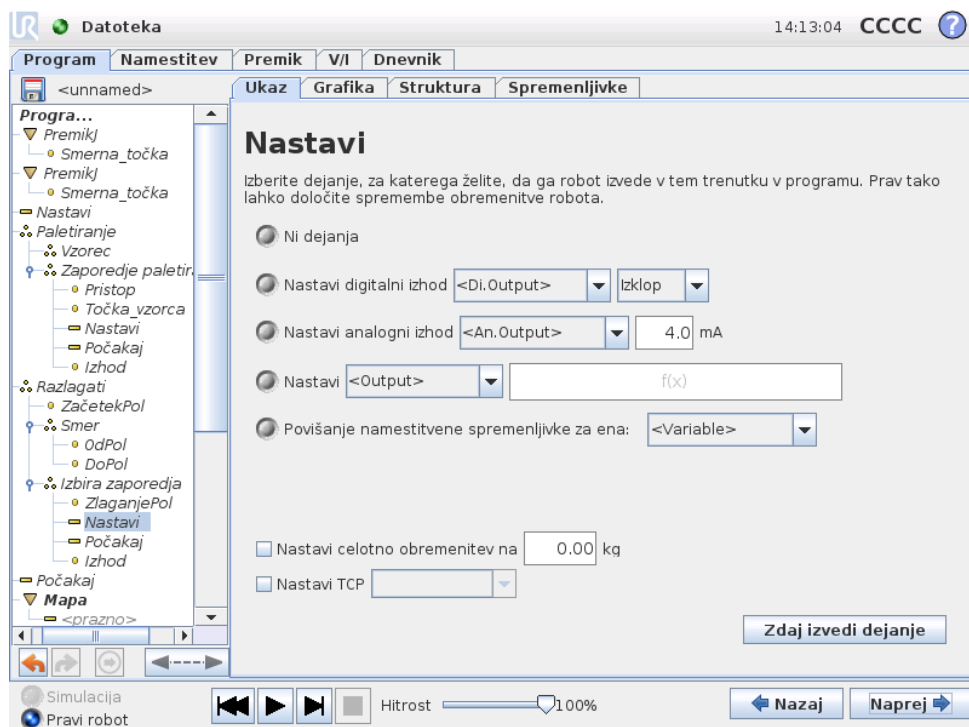 UR Datoteka 14:13:04 CCCC ?
Program Namestitev Premik V/I Dnevnik
<unnamed>
Ukaz Grafika Struktura Spremenljivke
Progra...
PremikJ
Smerna_točka
PremikJ
Smerna_točka
Nastavi
Paletiranje
Vzorec
Zaporedje paletir
Pristop
Točka_vzorca
Nastavi
Počakaj
Izhod
Razlagati
ZačetekPol
Smer
OdPol
DoPol
Izbira zaporedja
ZlaganjePol
Nastavi
Počakaj
Izhod
Počakaj
Mapa
<prazno>
Nastavi
Izberite dejanje, za katerega želite, da ga robot izvede v tem trenutku v programu. Prav tako
lahko določite spremembe obremenitve robota.
Ni dejanja
Nastavi digitalni izhod <Di.Output> Izklop
Nastavi analogni izhod <An.Output> 4.0 mA
Nastavi <Output> f(x)
Povišanje namestitvene spremenljivke za ena: <Variable>
Nastavi celotno obremenitev na 0.00 kg
Nastavi TCP
Zdaj izvedi dejanje
Simulacija
Pravi robot
Hitrost 100%
Nazaj Naprej